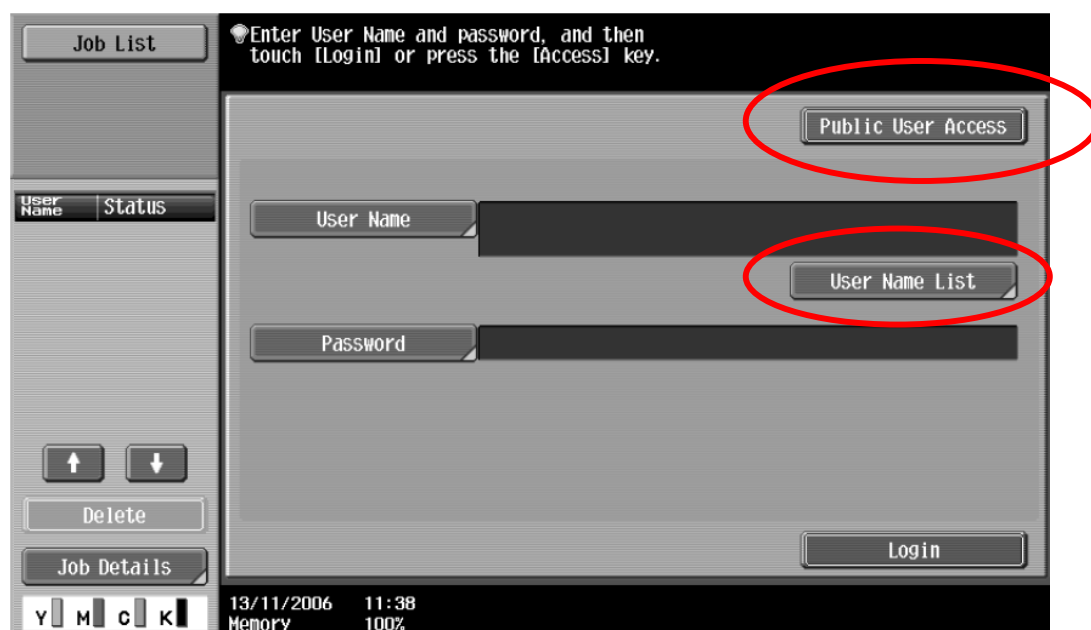 Job List
Enter User Name and password, and then
touch [Login] or press the [Access] key.
Public User Access
User Name
Status
User Name
User Name List
Password
Delete
Job Details
Login
Y M C K
13/11/2006 11:38
Memory 100%